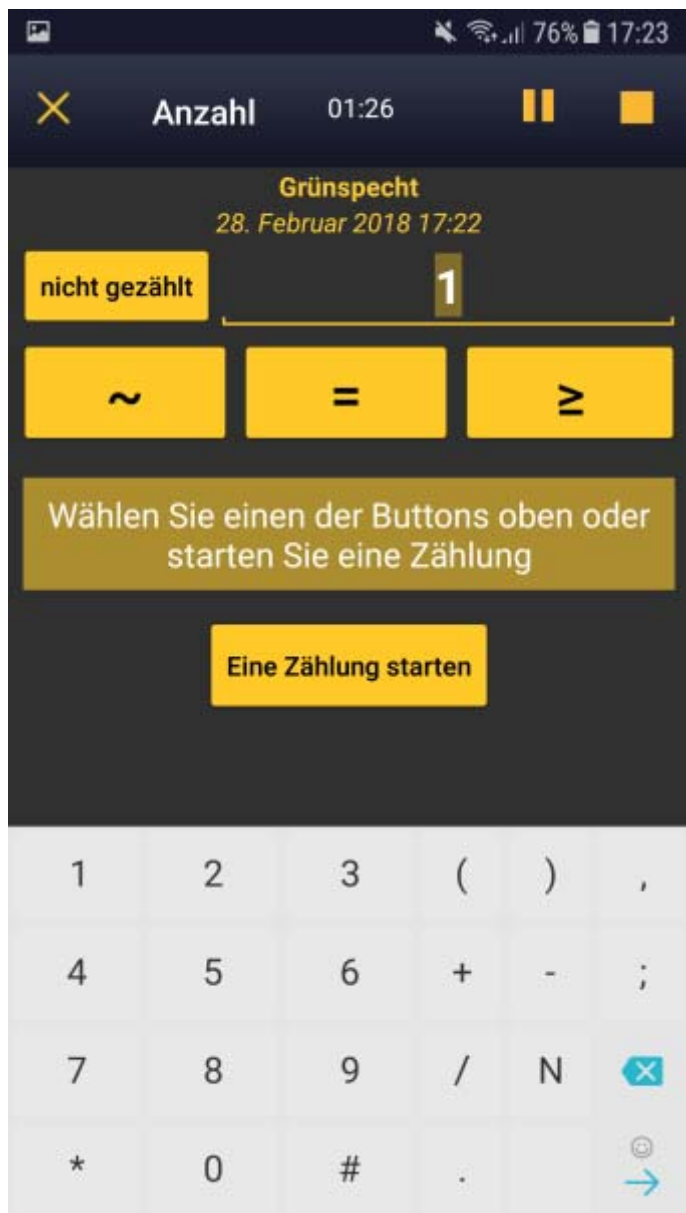 76% 17:23
Anzahl 01:26
Grünspecht
28. Februar 2018 17:22
nicht gezählt 1
~ = ≥
Wählen Sie einen der Buttons oben oder
starten Sie eine Zählung
Eine Zählung starten
1 2 3 ( ) ,
4 5 6 + - ;
7 8 9 / N
* 0 # .